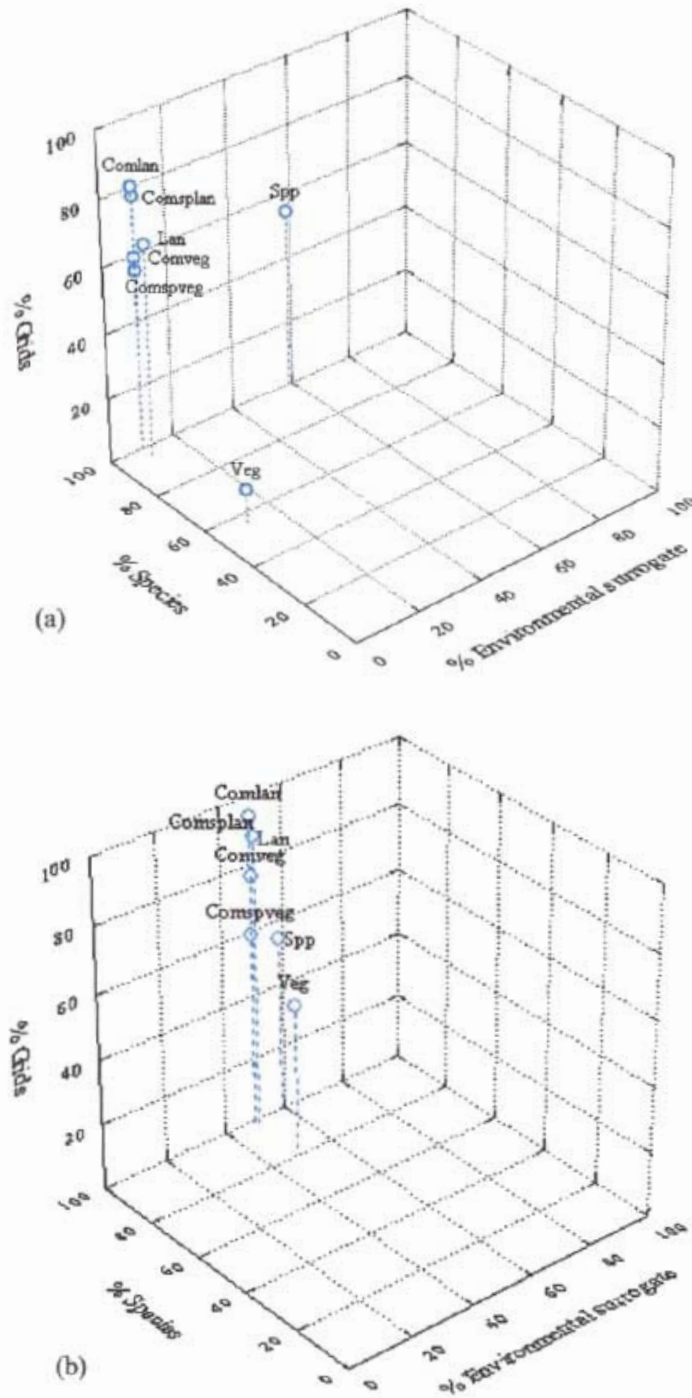 100
80
60
40
20
% Grids
Comlan
Comsplan
Lan
Comveg
Comspveg
Spp
Veg
100
80
60
40
20
0
% Species
0
20
40
60
80
100
% Environmental surrogate
(a)
100
80
60
40
20
% Grids
Comlan
Comsplan
Lan
Comveg
Comspveg
Spp
Veg
100
80
60
40
20
0
% Species
0
20
40
60
80
100
% Environmental surrogate
(b)